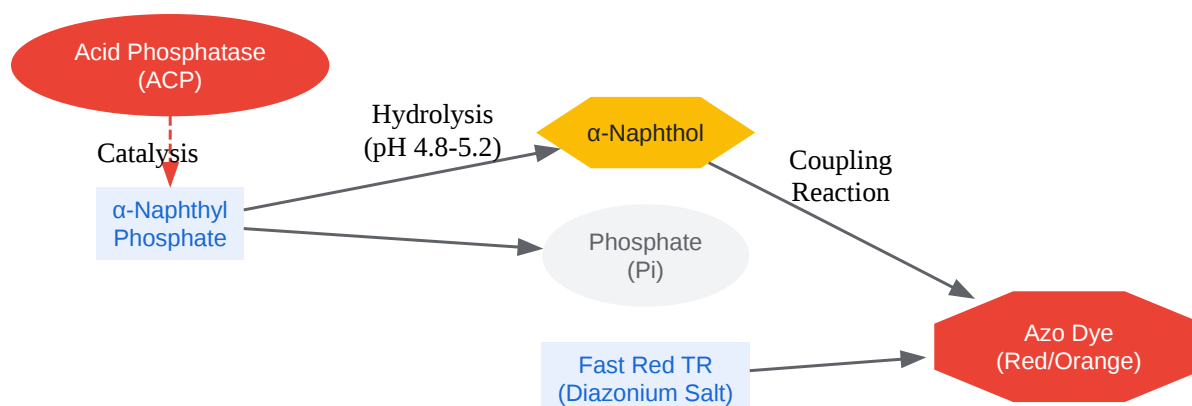 Acid Phosphatase
(ACP)
Catalysis
α-Naphthyl
Phosphate
Hydrolysis
(pH 4.8-5.2)
α-Naphthol
Phosphate
(Pi)
Coupling
Reaction
Fast Red TR
(Diazonium Salt)
Azo Dye
(Red/Orange)